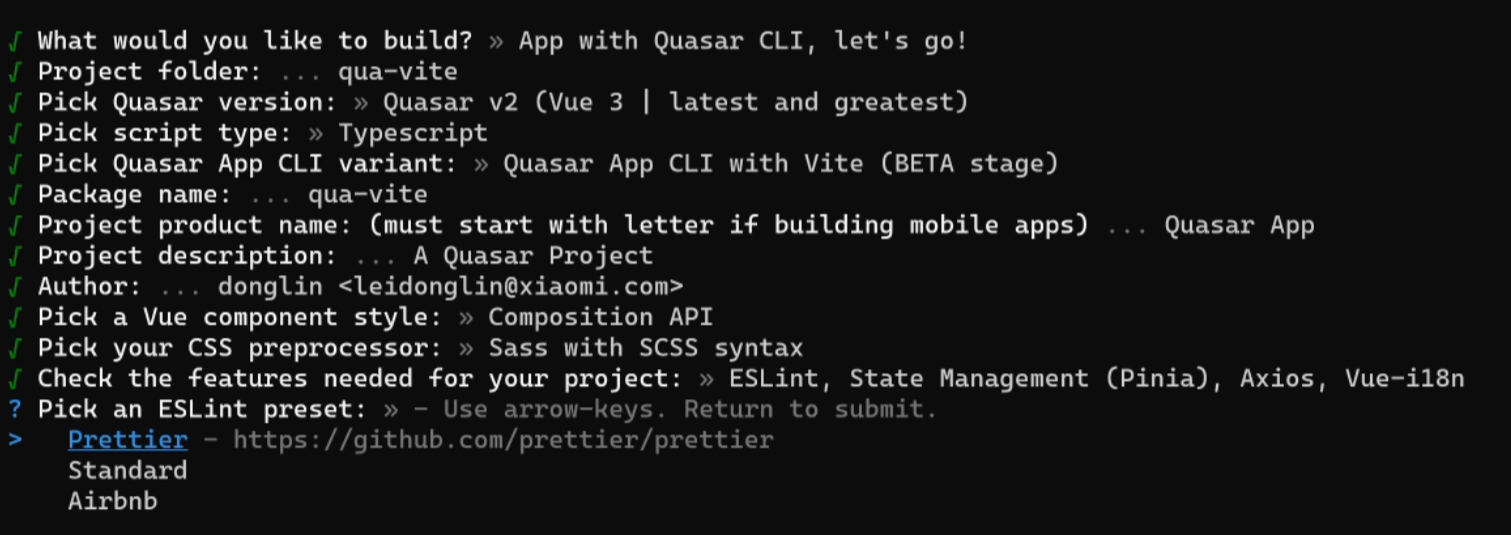 √ What would you like to build? » App with Quasar CLI, let's go!
√ Project folder: ... qua-vite
√ Pick Quasar version: » Quasar v2 (Vue 3 | latest and greatest)
√ Pick script type: » Typescript
√ Pick Quasar App CLI variant: » Quasar App CLI with Vite (BETA stage)
√ Package name: ... qua-vite
√ Project product name: (must start with letter if building mobile apps) ... Quasar App
√ Project description: ... A Quasar Project
√ Author: ... donglin <leidonglin@xiaomi.com>
√ Pick a Vue component style: » Composition API
√ Pick your CSS preprocessor: » Sass with SCSS syntax
√ Check the features needed for your project: » ESLint, State Management (Pinia), Axios, Vue-i18n
? Pick an ESLint preset: » - Use arrow-keys. Return to submit.
> Prettier - https://github.com/prettier/prettier
Standard
Airbnb